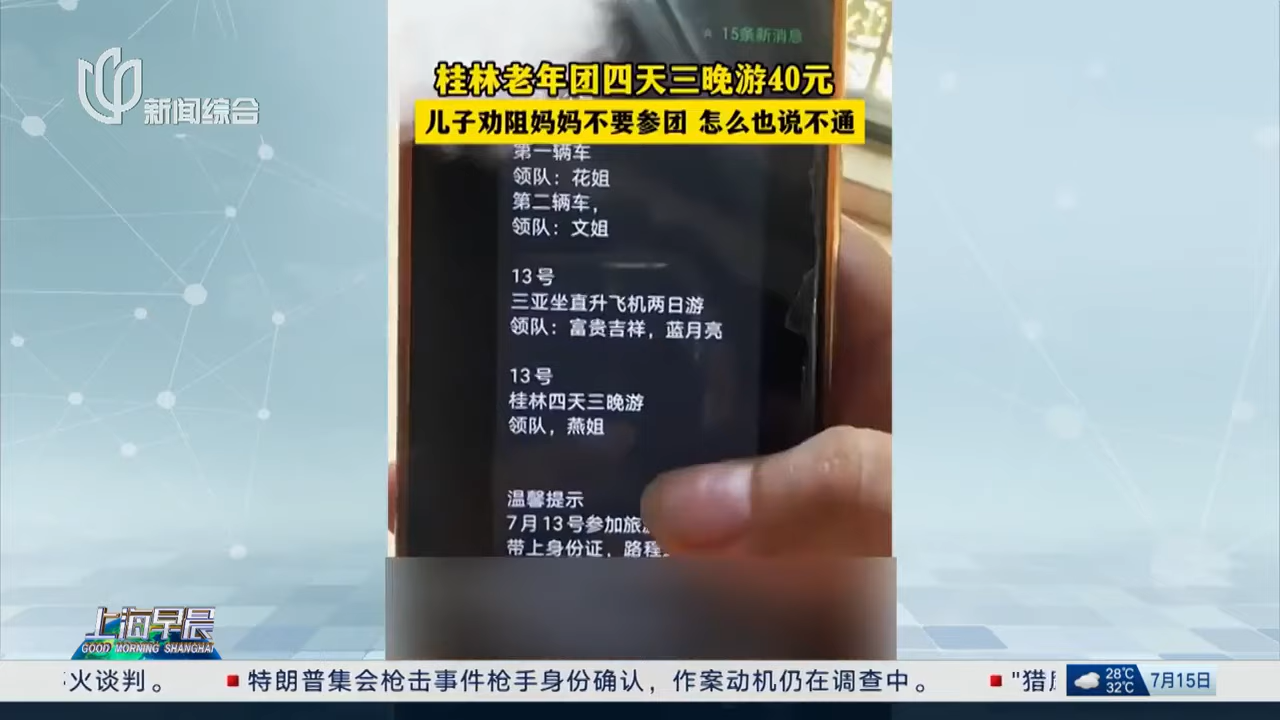 15条新消息
桂林老年团四天三晚游40元
新闻综合
儿子劝阻妈妈不要参团 怎么也说不通
第一辆车
领队：花姐
第二辆车，
领队：文姐
13号
三亚坐直升飞机两日游
领队：富贵吉祥，蓝月亮
13号
桂林四天三晚游
领队，燕姐
温馨提示
7月13号参加旅游
带上身份证，路程
上海早晨
GOOD MORNING SHANGHAI
火谈判。
特朗普集会枪击事件枪手身份确认，作案动机仍在调查中。
"猎
28℃
32℃
7月15日